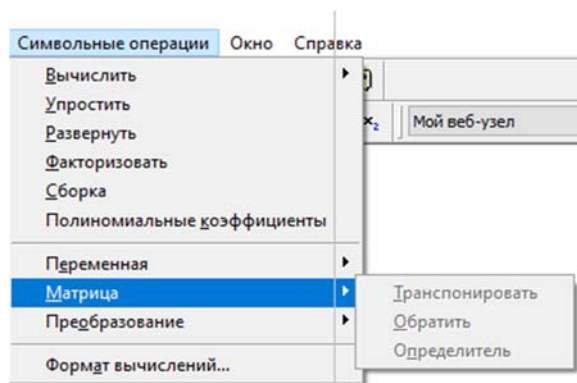 Символьные операции Окно Справка
Вычислить
Упростить
×₂ Мой веб-узел
Развернуть
Факторизовать
Сборка
Полиномиальные коэффициенты
Переменная
Матрица Транспонировать
Преобразование Обратить
Определитель
Формат вычислений...